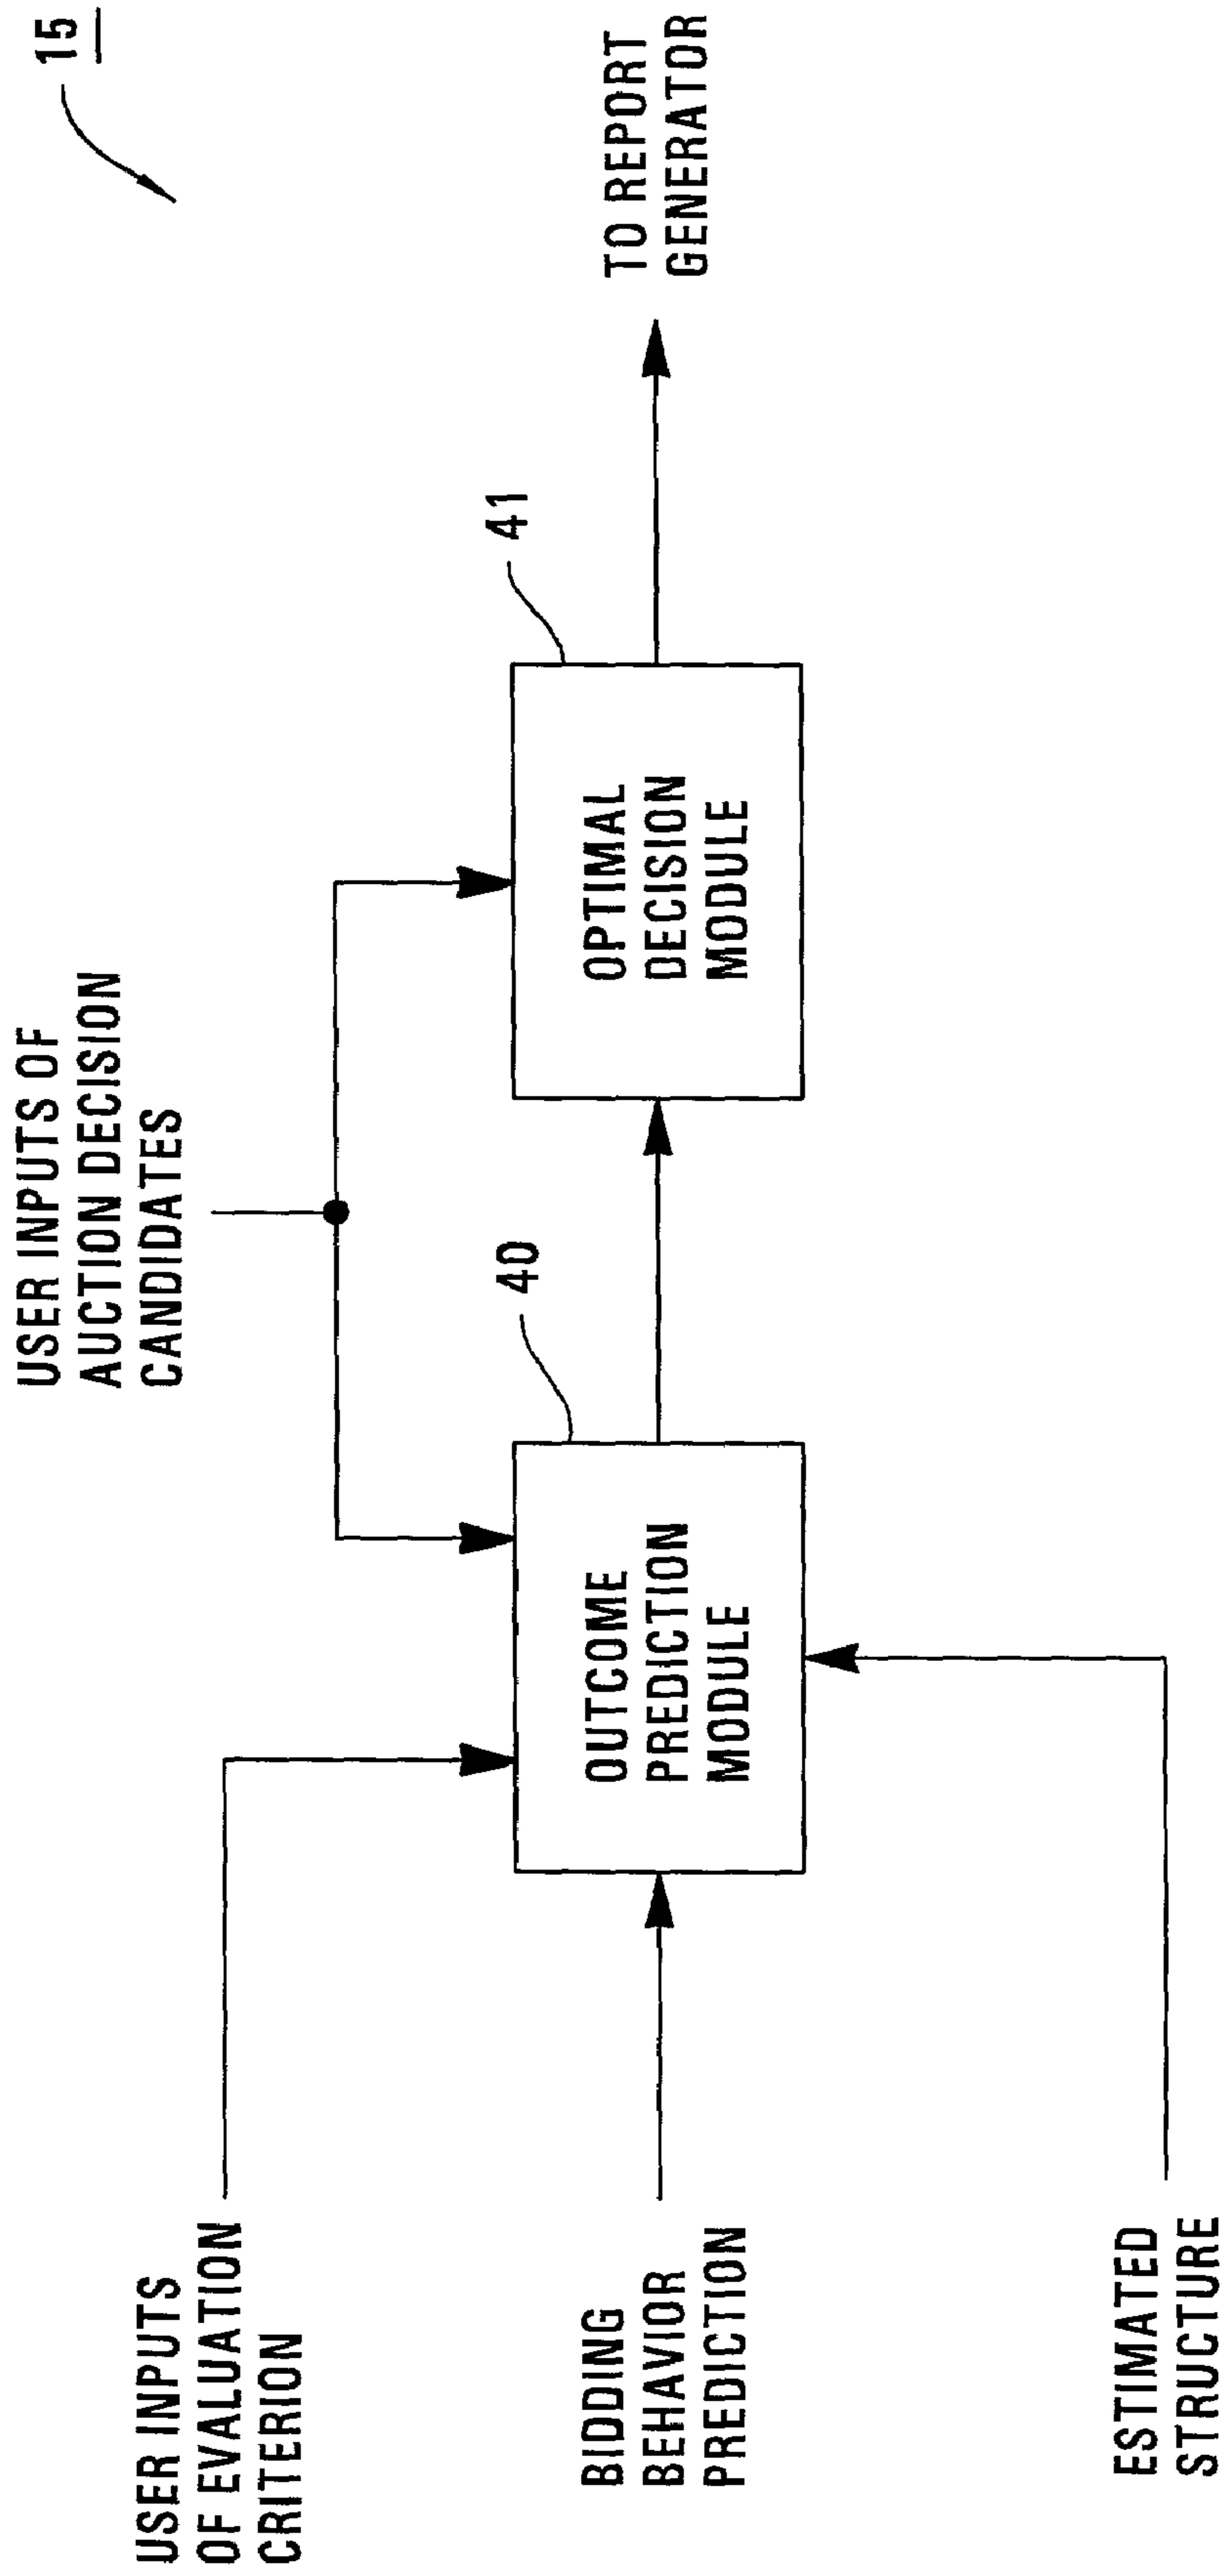 15
USER INPUTS OF
AUCTION DECISION
CANDIDATES
USER INPUTS
OF EVALUATION
CRITERION
40
41
OUTCOME
PREDICTION
MODULE
OPTIMAL
DECISION
MODULE
TO REPORT
GENERATOR
BIDDING
BEHAVIOR
PREDICTION
ESTIMATED
STRUCTURE